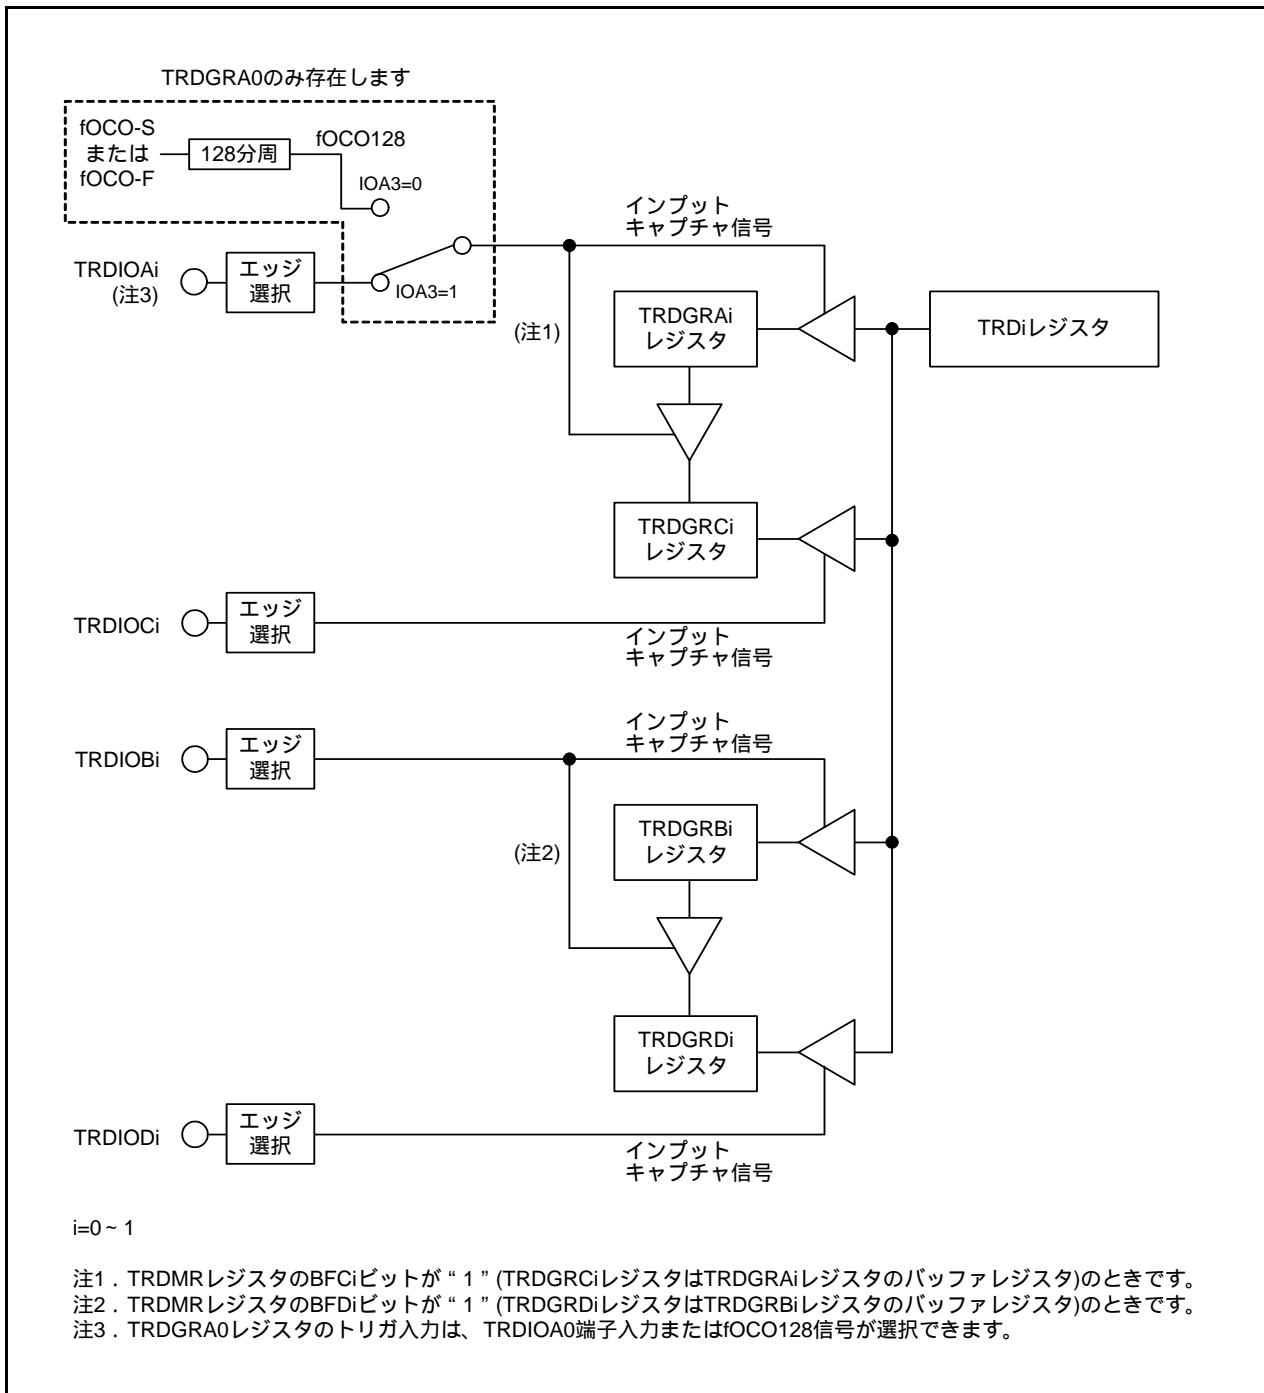 TRDGRA0のみ存在します
fOCO-S
または
fOCO-F
128分周
fOCO128
IOA3=0
インプット
キャプチャ信号
TRDIOAi
(注3)
エッジ
選択
IOA3=1
(注1)
TRDGRAi
レジスタ
TRDiレジスタ
TRDGRCi
レジスタ
TRDIOCi
エッジ
選択
インプット
キャプチャ信号
インプット
キャプチャ信号
TRDIOBi
エッジ
選択
(注2)
TRDGRBi
レジスタ
TRDGRDi
レジスタ
TRDIODi
エッジ
選択
インプット
キャプチャ信号
i=0 ~ 1
注1．TRDMRレジスタのBFCiビットが“ 1 ” (TRDGRCiレジスタはTRDGRAiレジスタのバッファレジスタ)のときです。
注2．TRDMRレジスタのBFDiビットが“ 1 ” (TRDGRDiレジスタはTRDGRBiレジスタのバッファレジスタ)のときです。
注3．TRDGRA0レジスタのトリガ入力は、TRDIOA0端子入力またはfOCO128信号が選択できます。